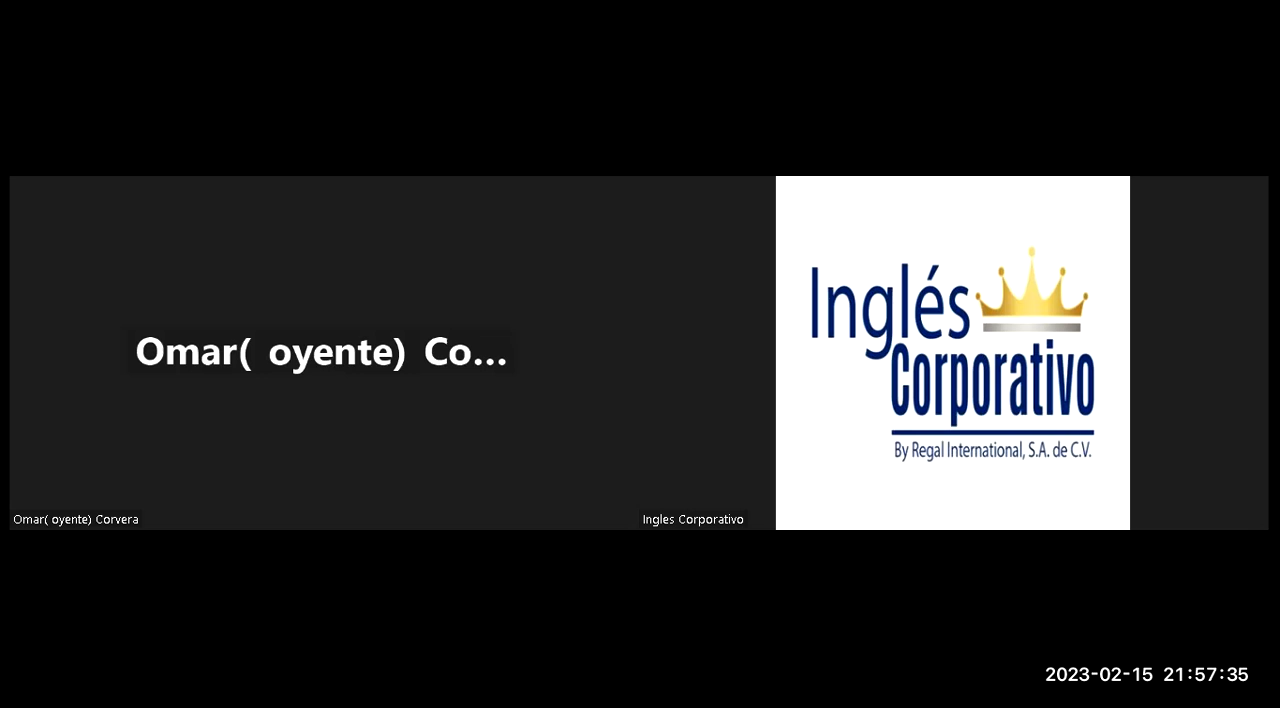 Omar( oyente) Co...
Omar( oyente) Corvera
Inglés
Corporativo
By Regal International, S.A. de C.V.
Ingles Corporativo
2023-02-15 21:57:35